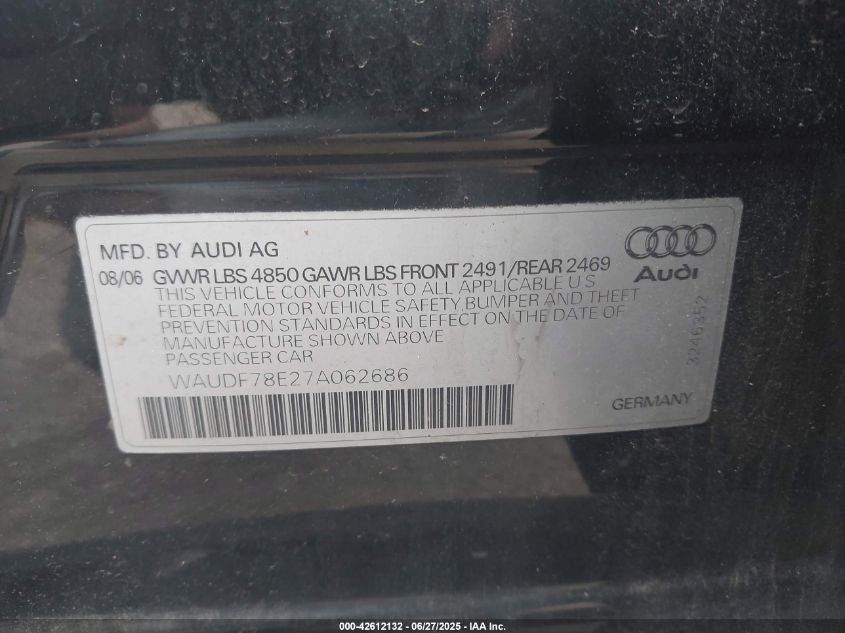 MFD. BY AUDI AG
08/06 GVWR LBS 4850 GAWR LBS FRONT 2491/REAR 2469
THIS VEHICLE CONFORMS TO ALL APPLICABLE U S
FEDERAL MOTOR VEHICLE SAFETY,BUMPER AND THEFT
PREVENTION STANDARDS IN EFFECT ON THE DATE OF
MANUFACTURE SHOWN ABOVE
PASSENGER CAR
WAUDF78E27A062686
Audi
3246352
GERMANY
000-42612132 - 06/27/2025 - IAA Inc.